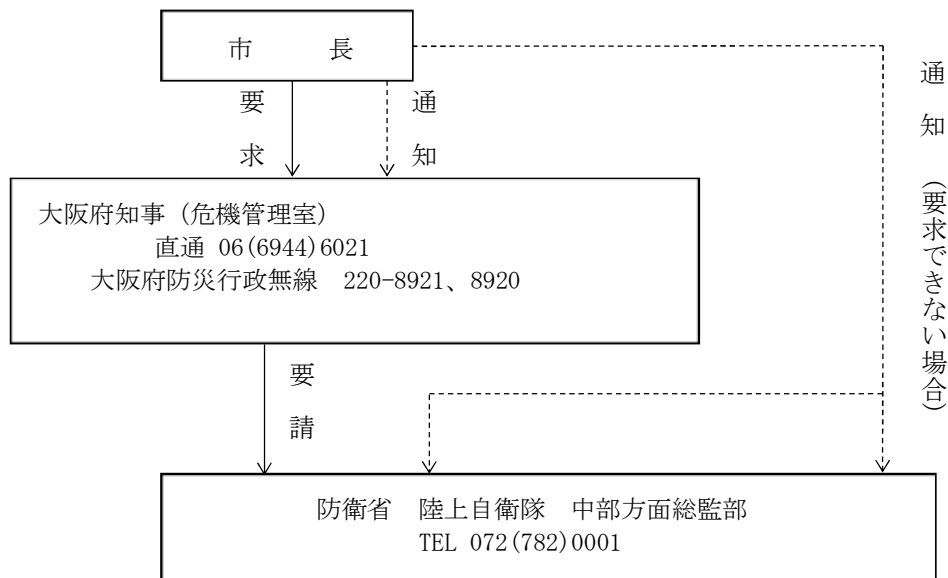 市　　長
要求
通知
通知　（要求できない場合）
大阪府知事（危機管理室）
直通 06(6944)6021
大阪府防災行政無線　220-8921、8920
要請
防衛省　陸上自衛隊　中部方面総監部
TEL 072(782)0001